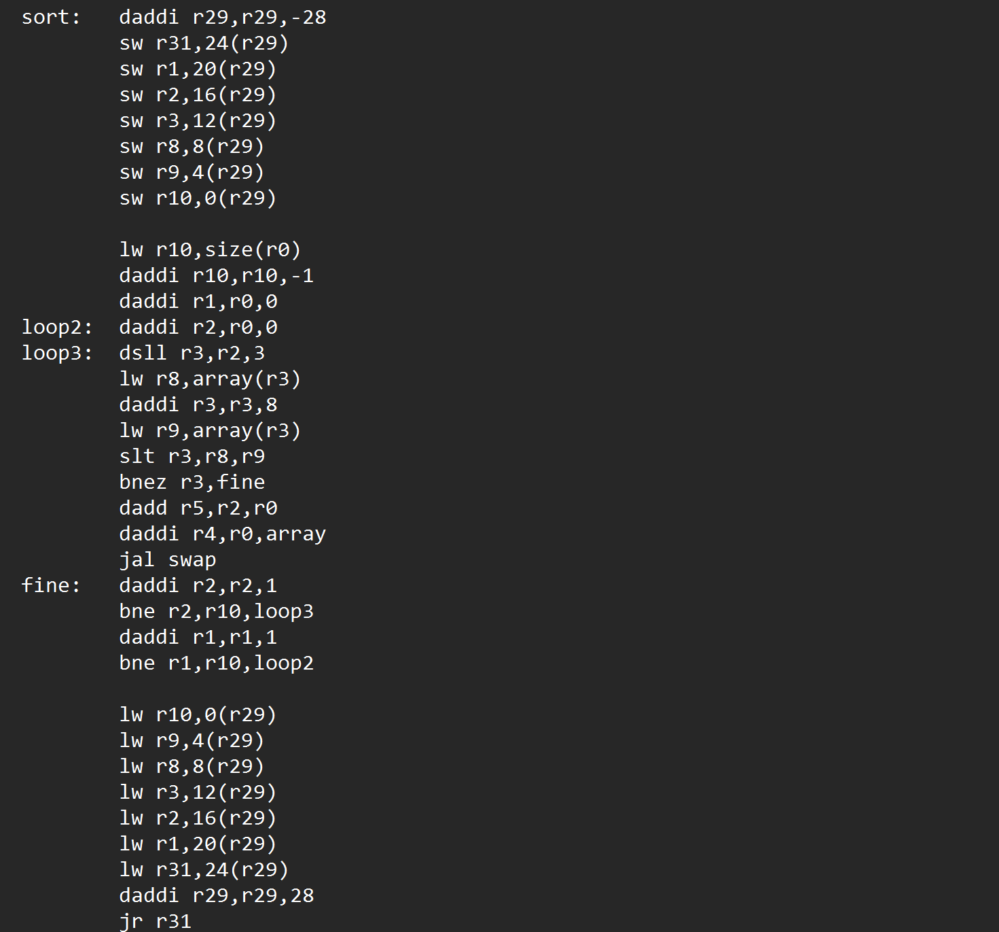 sort: daddi r29,r29,-28
sw r31,24(r29)
sw r1,20(r29)
sw r2,16(r29)
sw r3,12(r29)
sw r8,8(r29)
sw r9,4(r29)
sw r10,0(r29)
lw r10,size(r0)
daddi r10,r10,-1
daddi r1,r0,0
loop2: daddi r2,r0,0
loop3: dsll r3,r2,3
lw r8,array(r3)
daddi r3,r3,8
lw r9,array(r3)
slt r3,r8,r9
bnez r3,fine
dadd r5,r2,r0
daddi r4,r0,array
jal swap
fine: daddi r2,r2,1
bne r2,r10,loop3
daddi r1,r1,1
bne r1,r10,loop2
lw r10,0(r29)
lw r9,4(r29)
lw r8,8(r29)
lw r3,12(r29)
lw r2,16(r29)
lw r1,20(r29)
lw r31,24(r29)
daddi r29,r29,28
jr r31